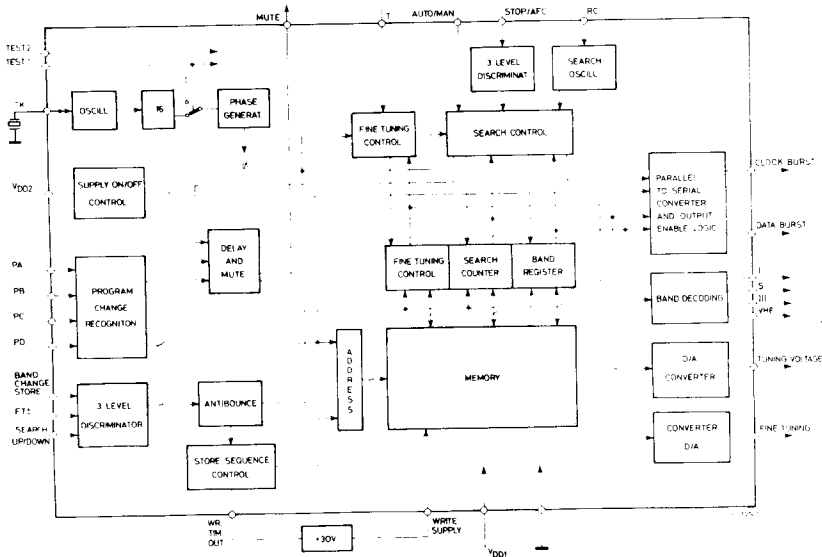 MUTE
T
AUTO/MAN
STOP/AFC
RC
TEST2
3 LEVEL
DISCRIMINAT
SEARCH
OSCILL
OSCILL
16
PHASE
GENERAT.
FINE TUNING
CONTROL
SEARCH CONTROL
VDD2
SUPPLY ON/OFF
CONTROL
PARALLEL
TO SERIAL
CONVERTER
AND OUTPUT
ENABLE LOGIC
CLOCK BURST
DATA BURST
DELAY
AND
MUTE
PA
PB
PC
PD
PROGRAM
CHANGE
RECOGNITON
FINE TUNING
CONTROL
SEARCH
COUNTER
BAND
REGISTER
BAND DECODING
I
S
III
VHF
ADDRESS
MEMORY
D/A
CONVERTER
TUNING VOLTAGE
BAND
CHANGE
STORE
FT±
SEARCH
UP/DOWN
3 LEVEL
DISCRIMINATOR
ANTIBOUNCE
STORE SEQUENCE
CONTROL
CONVERTER
D/A
FINE TUNING
WR
TIM
OUT
+30V
WRITE
SUPPLY
VDD1